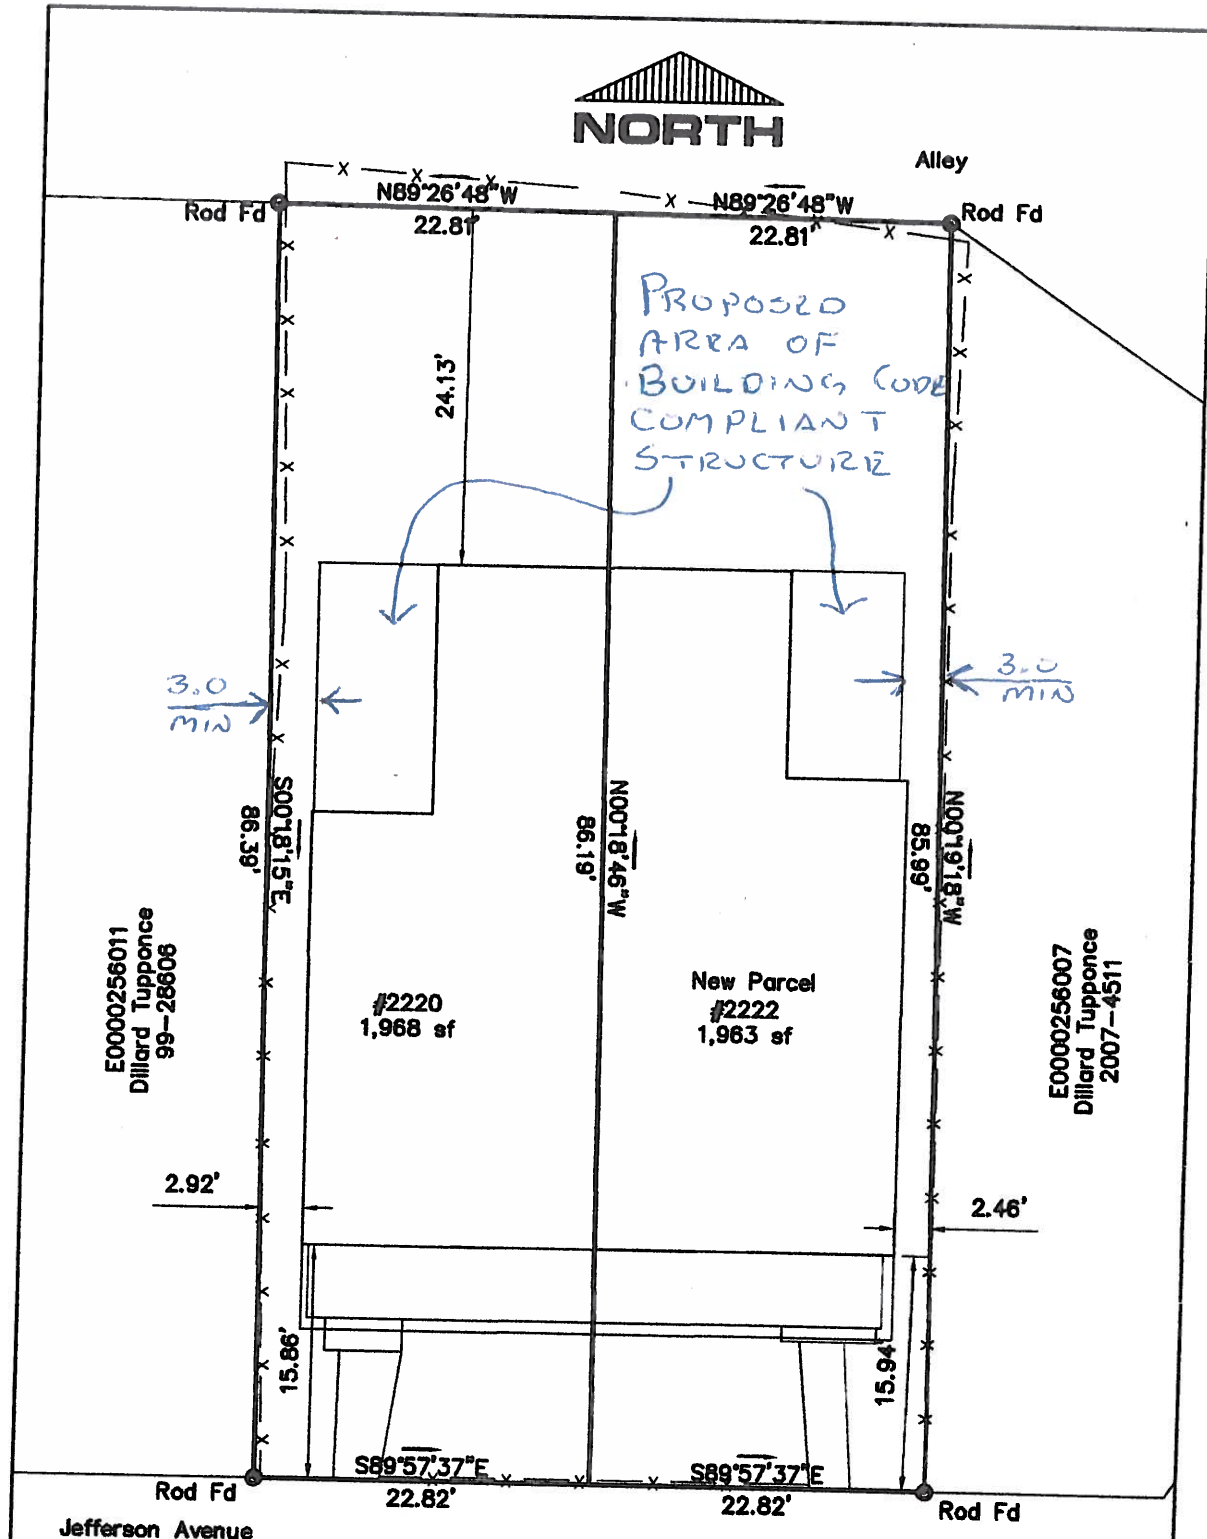 NORTH
Alley
N89°26'48"W
22.81'
N89°26'48"W
22.81'
Rod Fd
Rod Fd
PROPOSED
AREA OF
BUILDING CODE
COMPLIANT
STRUCTURE
24.13'
3.0
MIN
3.0
MIN
S00°18'15"E
86.39'
N00°18'46"W
86.19'
N00°19'18"W
85.99'
E0000256011
Dillard Tupponce
99-28606
#2220
1,968 sf
New Parcel
#2222
1,963 sf
E0000256007
Dillard Tupponce
2007-4511
2.92'
2.46'
15.86'
15.94'
S89°57'37"E
22.82'
S89°57'37"E
22.82'
Rod Fd
Rod Fd
Jefferson Avenue